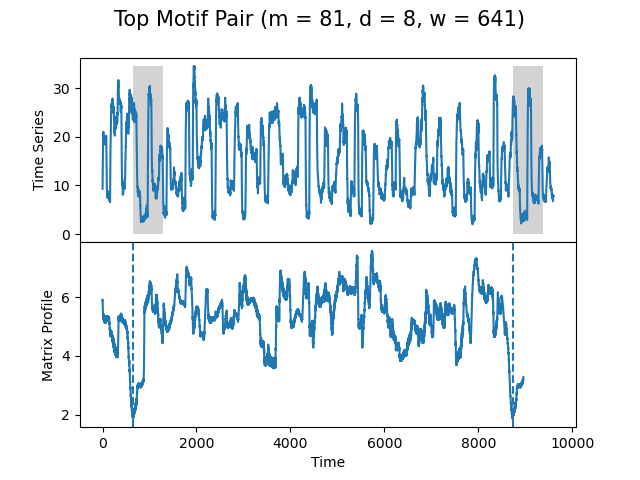 Top Motif Pair (m = 81, d = 8, w = 641)
30
20
10
0
Time Series
6
4
2
Matrix Profile
0 2000 4000 6000 8000 10000
Time